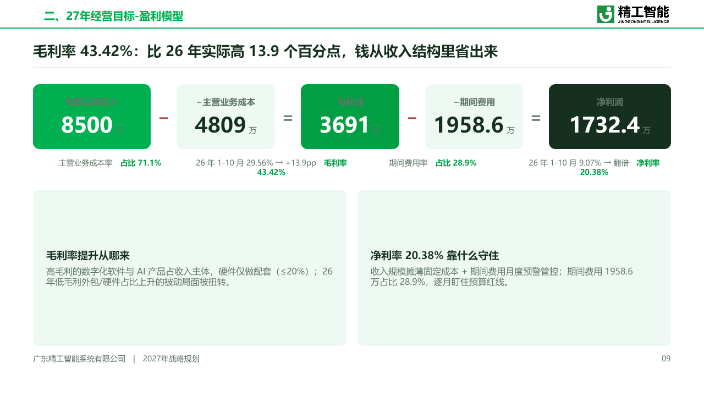 二、27年经营目标-盈利模型
精工智能
毛利率 43.42%：比 26 年实际高 13.9 个百分点，钱从收入结构里省出来
8500
−
−主营业务成本
4809 万
=
毛利润
3691 万
−
−期间费用
1958.6 万
=
净利润
1732.4 万
主营业务成本率 占比 71.1%
26 年 1-10 月 29.56% → +13.9pp 毛利率
43.42%
期间费用率 占比 28.9%
26 年 1-10 月 9.07% → 翻倍 净利率
20.38%
毛利率提升从哪来
高毛利的数字化软件与 AI 产品占收入主体，硬件仅做配套（≤20%）；26
年低毛利外包/硬件占比上升的被动局面被扭转。
净利率 20.38% 靠什么守住
收入规模摊薄固定成本 + 期间费用月度预警管控；期间费用 1958.6
万占比 28.9%，逐月盯住预算红线。
广东精工智能系统有限公司 | 2027年战略规划
09